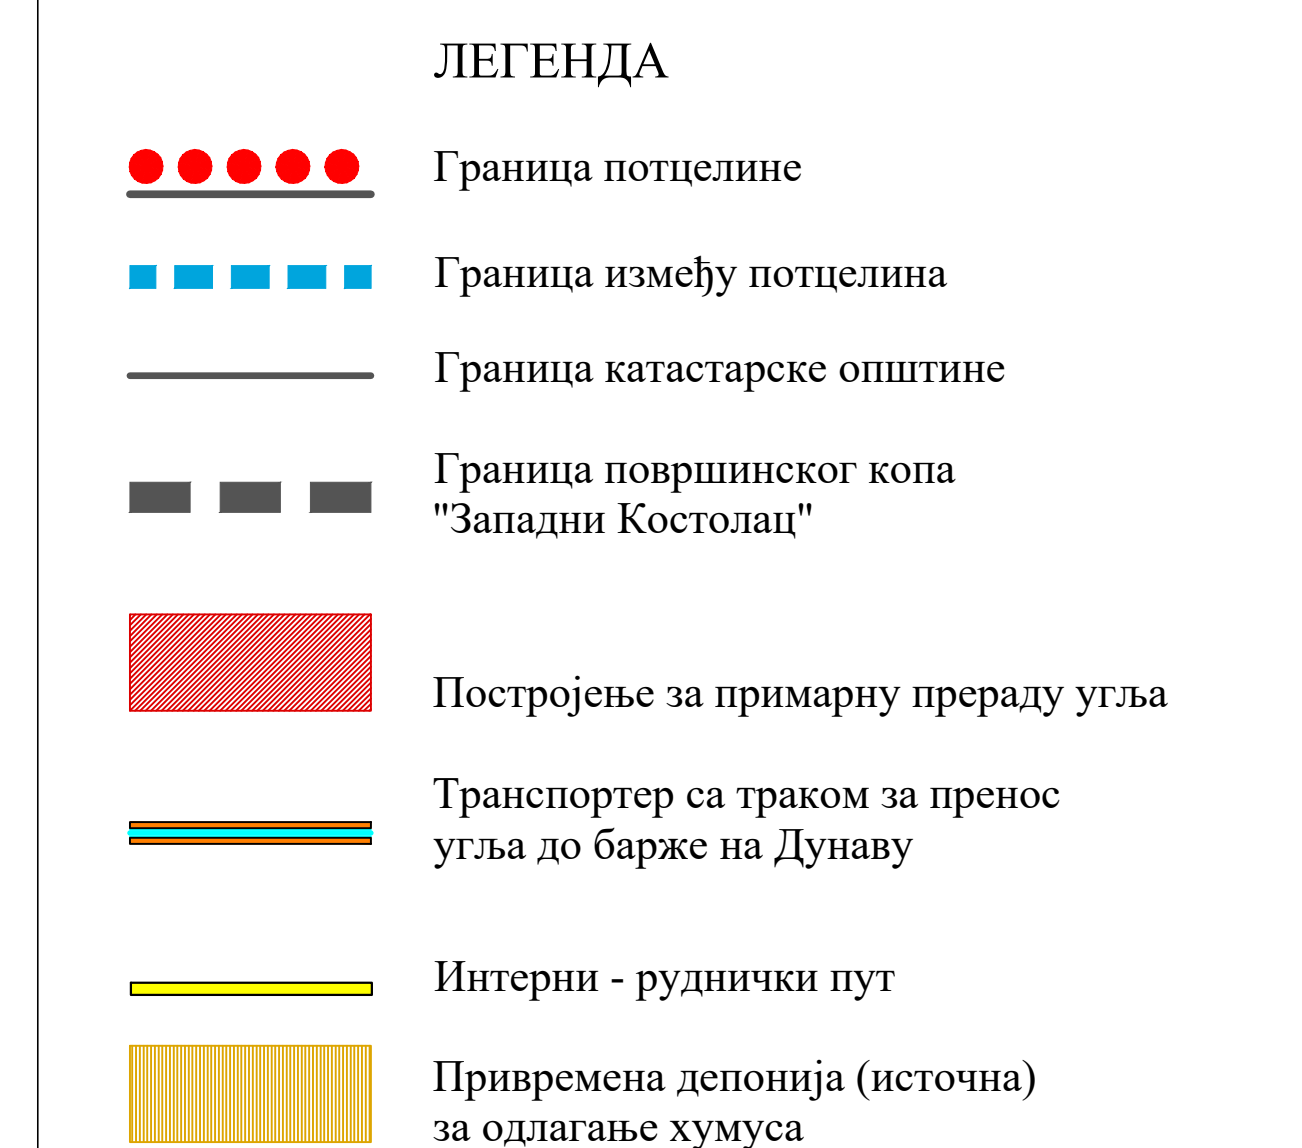 ЛЕГЕНДА
Граница потцелине
Граница између потцелина
Граница катастарске општине
Граница површинског копа
"Западни Костолац"
Постројење за примарну прераду угља
Транспортер са траком за пренос
угља до барже на Дунаву
Интерни - руднички пут
Привремена депонија (источна)
за одлагање хумуса